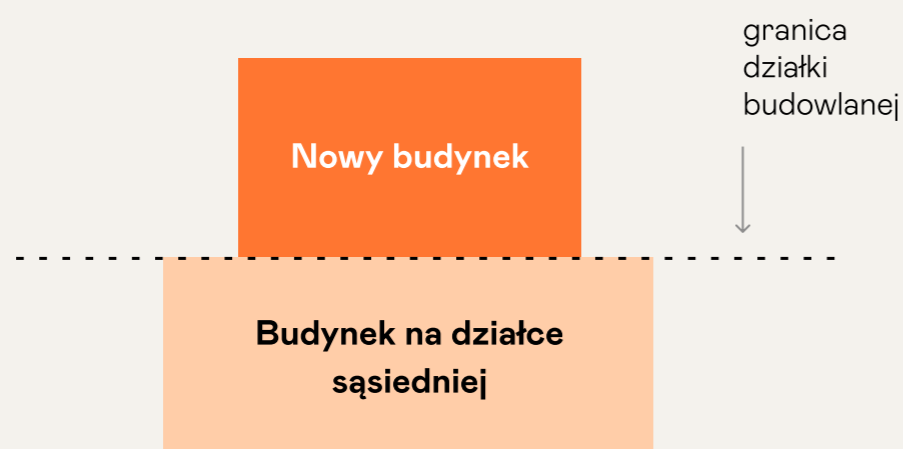 granica
działki
budowlanej
Nowy budynek
Budynek na działce
sąsiedniej